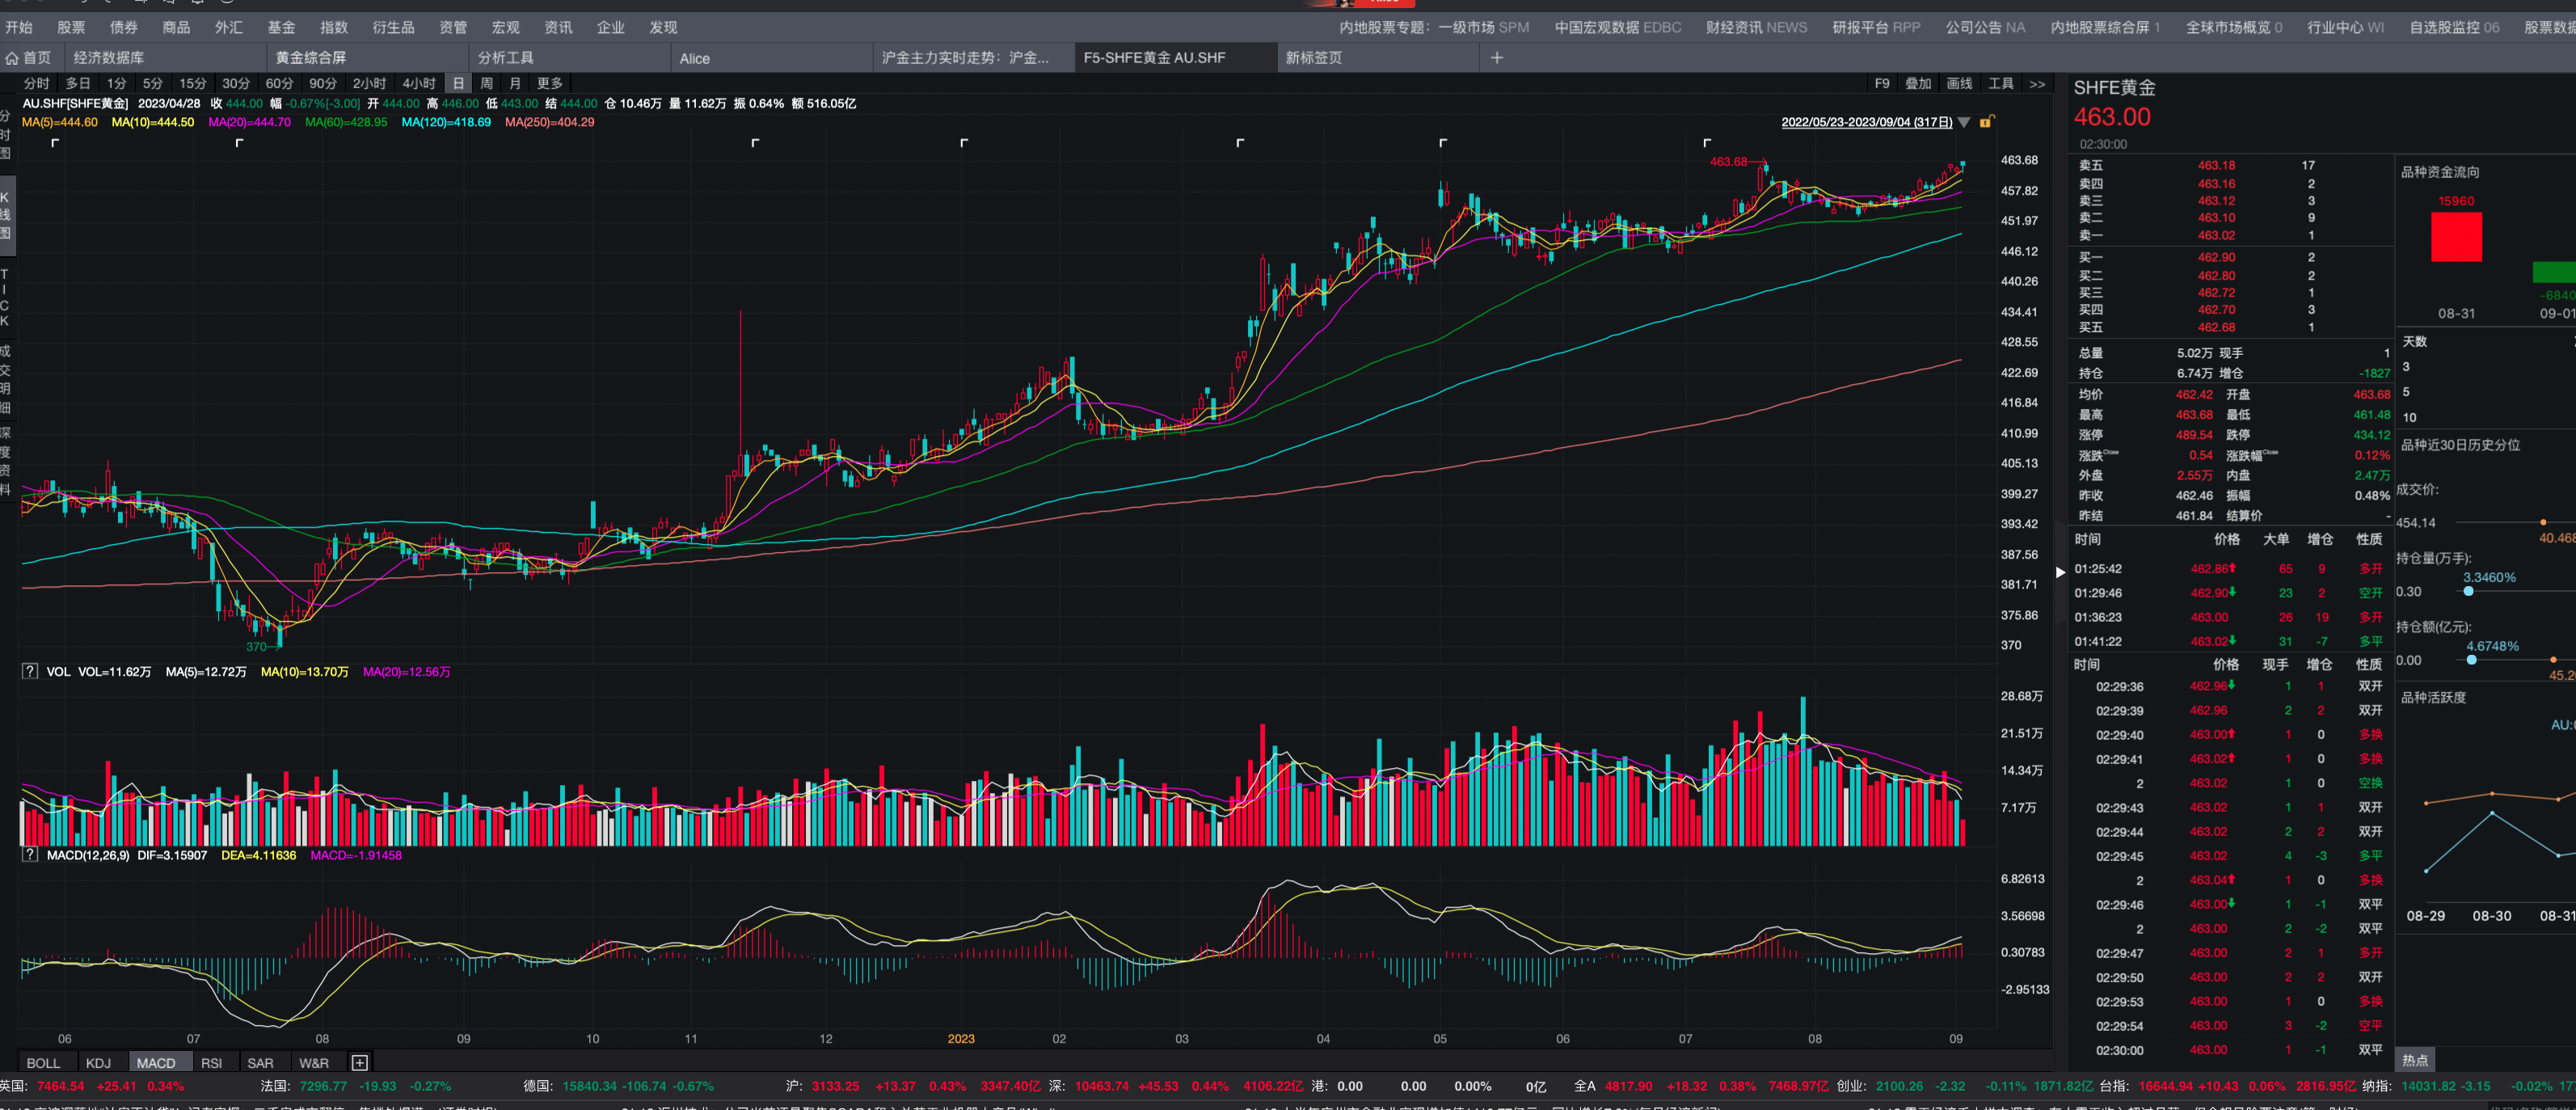 开始 股票 债券 商品 外汇 基金 指数 衍生品 资管 宏观 资讯 企业 发现 内地股票专题: 一级市场 SPM 中国宏观数据 EDBC 财经资讯 NEWS 研报平台 RPP 公司公告 NA 内地股票综合屏 1 全球市场概览 0 行业中心 WI 自选股监控 06
首页 经济数据库 黄金综合屏 分析工具 Alice 沪金主力实时走势: 沪金... F5-SHFE黄金 AU.SHF 新标签页
分时 多日 1分 5分 15分 30分 60分 90分 2小时 4小时 日 周 月 更多 F9 叠加 画线 工具 >>
AU.SHF[SHFE黄金] 2023/04/28 收 444.00 幅 -0.67%[-3.00] 开 444.00 高 446.00 低 443.00 结 444.00 仓 10.46万 量 11.62万 振 0.64% 额 516.05亿
MA(5)=444.60 MA(10)=444.50 MA(20)=444.70 MA(60)=428.95 MA(120)=418.69 MA(250)=404.29
2022/05/23-2023/09/04 (317日)
分时图
K线图
TICK
成交明细
深度资料
463.68
370
463.68
457.82
451.97
446.12
440.26
434.41
428.55
422.69
416.84
410.99
405.13
399.27
393.42
387.56
381.71
375.86
370
? VOL VOL=11.62万 MA(5)=12.72万 MA(10)=13.70万 MA(20)=12.56万
28.68万
21.51万
14.34万
7.17万
? MACD(12,26,9) DIF=3.15907 DEA=4.11636 MACD=-1.91458
6.82613
3.56698
0.30783
-2.95133
06 07 08 09 10 11 12 2023 02 03 04 05 06 07 08 09
BOLL KDJ MACD RSI SAR W&R
SHFE黄金
463.00
02:30:00
卖五 463.18 17
卖四 463.16 2
卖三 463.12 3
卖二 463.10 9
卖一 463.02 1
买一 462.90 2
买二 462.80 2
买三 462.72 1
买四 462.70 3
买五 462.68 1
总量 5.02万 现手 1
持仓 6.74万 增仓 -1827
均价 462.42 开盘 463.68
最高 463.68 最低 461.48
涨停 489.54 跌停 434.12
涨跌Close 0.54 涨跌幅Close 0.12%
外盘 2.55万 内盘 2.47万
昨收 462.46 振幅 0.48%
昨结 461.84 结算价 -
时间 价格 大单 增仓 性质
01:25:42 462.86 65 9 多开
01:29:46 462.90 23 2 空开
01:36:23 463.00 26 19 多开
01:41:22 463.02 31 -7 多平
时间 价格 现手 增仓 性质
02:29:36 462.96 1 1 双开
02:29:39 462.96 2 2 双开
02:29:40 463.00 1 0 多换
02:29:41 463.02 1 0 多换
2 463.02 1 0 空换
02:29:43 463.02 1 1 双开
02:29:44 463.02 2 2 双开
02:29:45 463.02 4 -3 多平
2 463.04 1 0 多换
02:29:46 463.00 1 -1 双平
2 463.00 2 -2 双平
02:29:47 463.00 2 1 多开
02:29:50 463.00 2 2 双开
02:29:53 463.00 1 0 多换
02:29:54 463.00 3 -2 空平
02:30:00 463.00 1 -1 双平
品种资金流向
15960
-6840
08-31 09-01
天数
3
5
10
品种近30日历史分位
成交价:
454.14
40.468
持仓量(万手):
3.3460%
0.30
持仓额(亿元):
4.6748%
0.00
品种活跃度
08-29 08-30 08-31
热点
英国: 7464.54 +25.41 0.34% 法国: 7296.77 -19.93 -0.27% 德国: 15840.34 -106.74 -0.67% 沪: 3133.25 +13.37 0.43% 3347.40亿 深: 10463.74 +45.53 0.44% 4106.22亿 港: 0.00 0.00 0.00% 0亿 全A 4817.90 +18.32 0.38% 7468.97亿 创业: 2100.26 -2.32 -0.11% 1871.82亿 台指: 16644.94 +10.43 0.06% 2816.95亿 纳指: 14031.82 -3.15 -0.02%